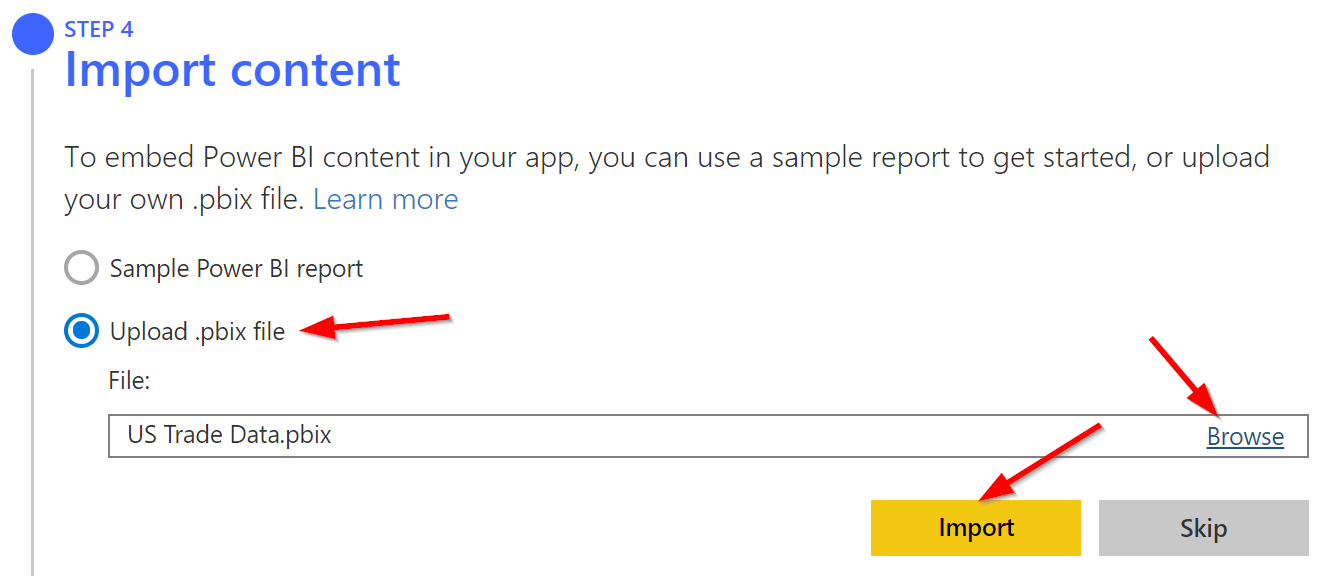 STEP 4
Import content
To embed Power BI content in your app, you can use a sample report to get started, or upload
your own .pbix file. Learn more
Sample Power BI report
Upload .pbix file
File:
US Trade Data.pbix
Browse
Import
Skip